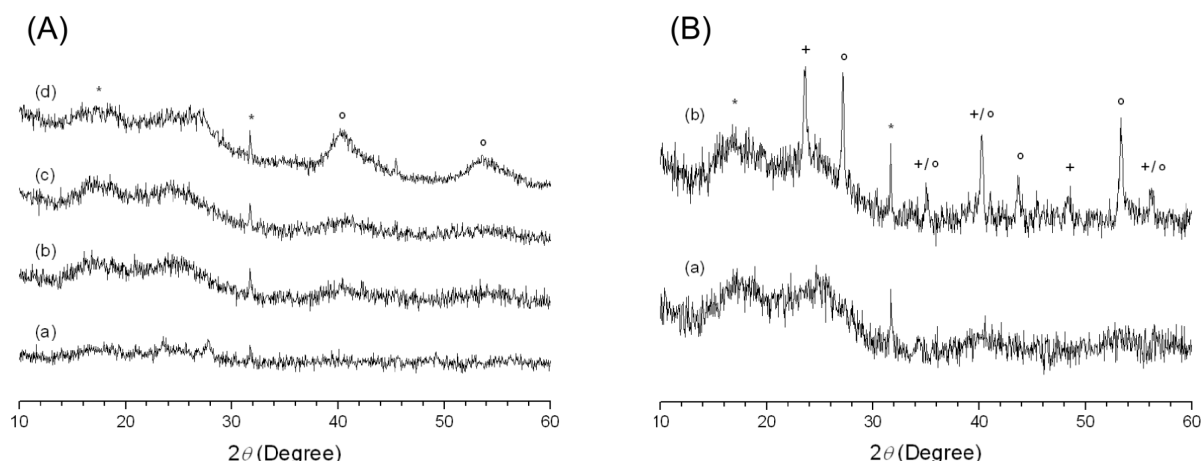 (A)
(d)
*
*
o
o
(c)
(b)
(a)
10 20 30 40 50 60
2θ (Degree)
(B)
(b)
*
+
o
*
+/o
+/o
o
+
o
+/o
(a)
10 20 30 40 50 60
2θ (Degree)